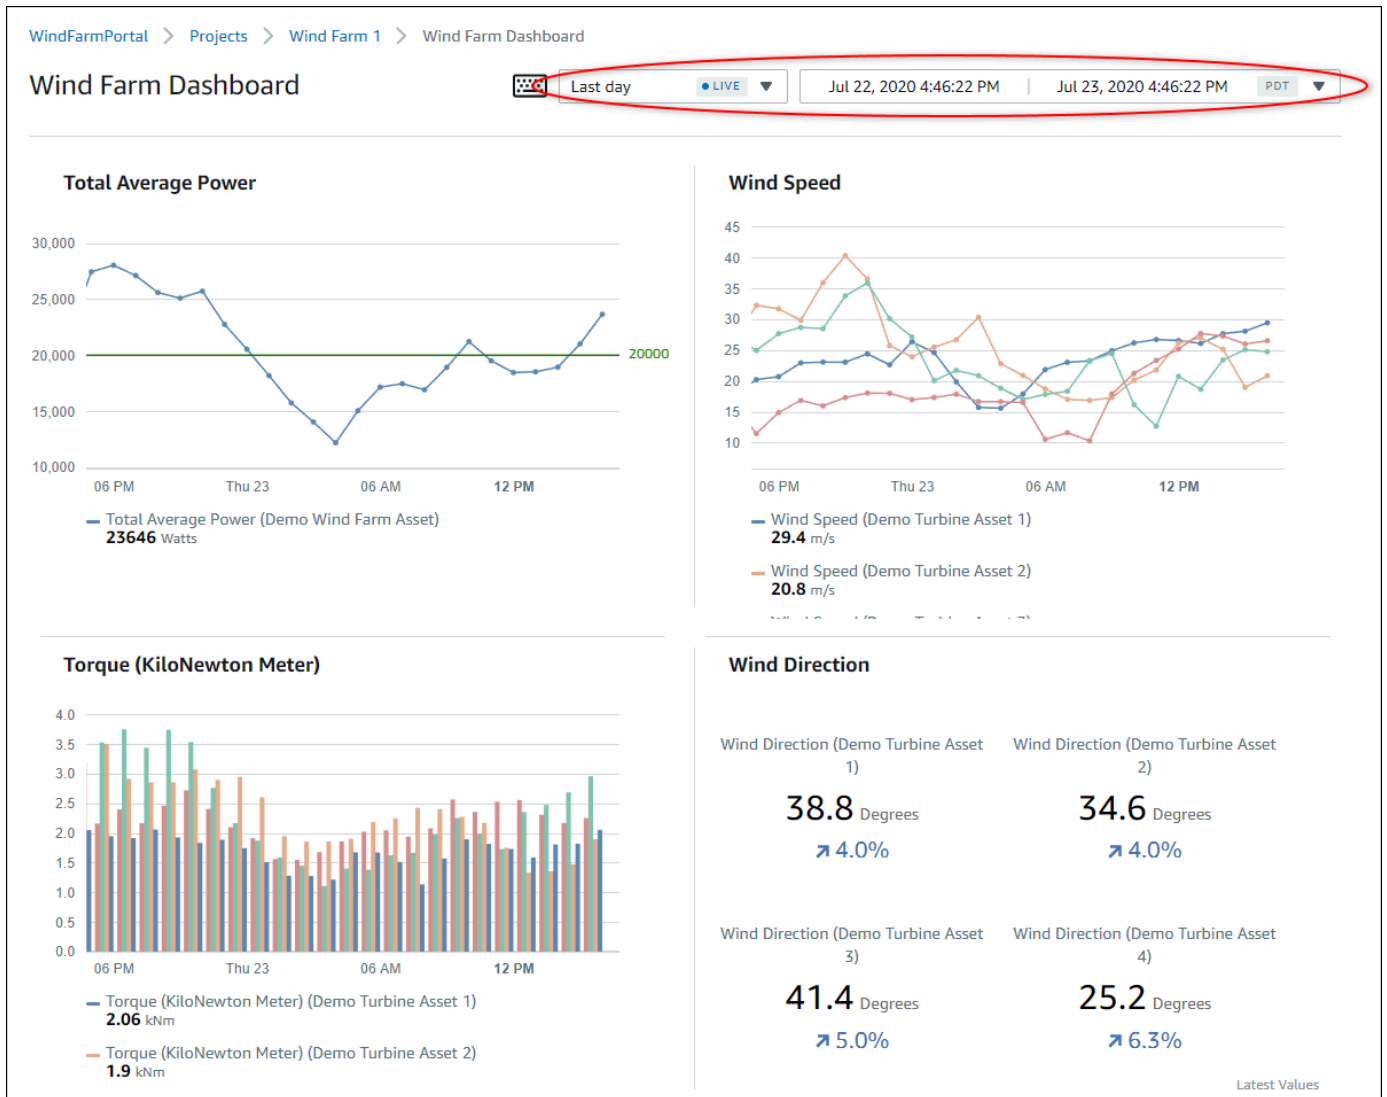 WindFarmPortal > Projects > Wind Farm 1 > Wind Farm Dashboard
Wind Farm Dashboard
Last day LIVE Jul 22, 2020 4:46:22 PM Jul 23, 2020 4:46:22 PM PDT
Total Average Power
30,000
25,000
20,000
15,000
10,000
20000
06 PM Thu 23 06 AM 12 PM
Total Average Power (Demo Wind Farm Asset)
23646 Watts
Wind Speed
45
40
35
30
25
20
15
10
06 PM Thu 23 06 AM 12 PM
Wind Speed (Demo Turbine Asset 1)
29.4 m/s
Wind Speed (Demo Turbine Asset 2)
20.8 m/s
Torque (KiloNewton Meter)
4.0
3.5
3.0
2.5
2.0
1.5
1.0
0.5
0.0
06 PM Thu 23 06 AM 12 PM
Torque (KiloNewton Meter) (Demo Turbine Asset 1)
2.06 kNm
Torque (KiloNewton Meter) (Demo Turbine Asset 2)
1.9 kNm
Wind Direction
Wind Direction (Demo Turbine Asset
1)
38.8 Degrees
4.0%
Wind Direction (Demo Turbine Asset
2)
34.6 Degrees
4.0%
Wind Direction (Demo Turbine Asset
3)
41.4 Degrees
5.0%
Wind Direction (Demo Turbine Asset
4)
25.2 Degrees
6.3%
Latest Values